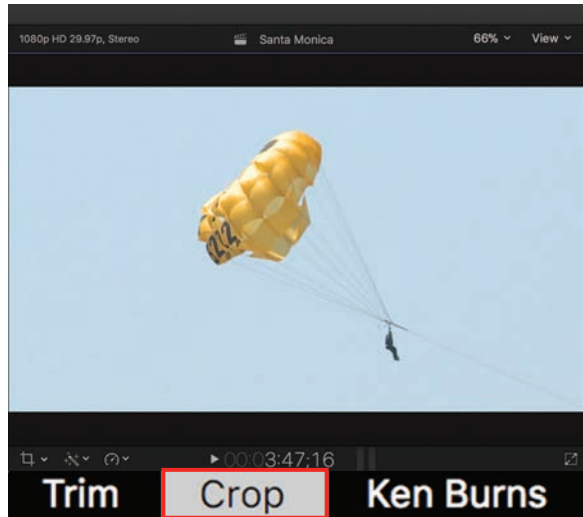 1080p HD 29.97p, Stereo Santa Monica 66% View
212
00:03:47:16
Trim Crop Ken Burns